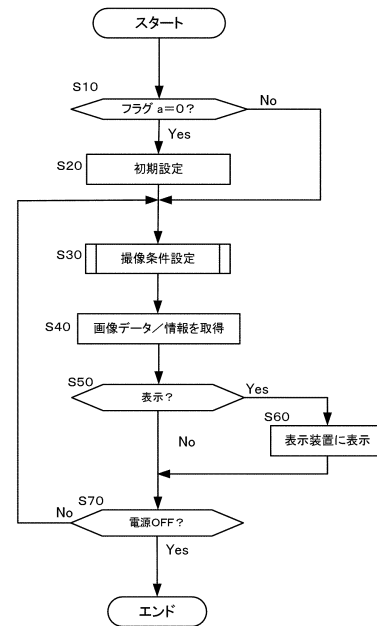 スタート
S10
フラグ a=0?
No
Yes
S20
初期設定
S30
撮像条件設定
S40
画像データ/情報を取得
S50
表示?
Yes
S60
表示装置に表示
No
S70
電源OFF?
No
Yes
エンド